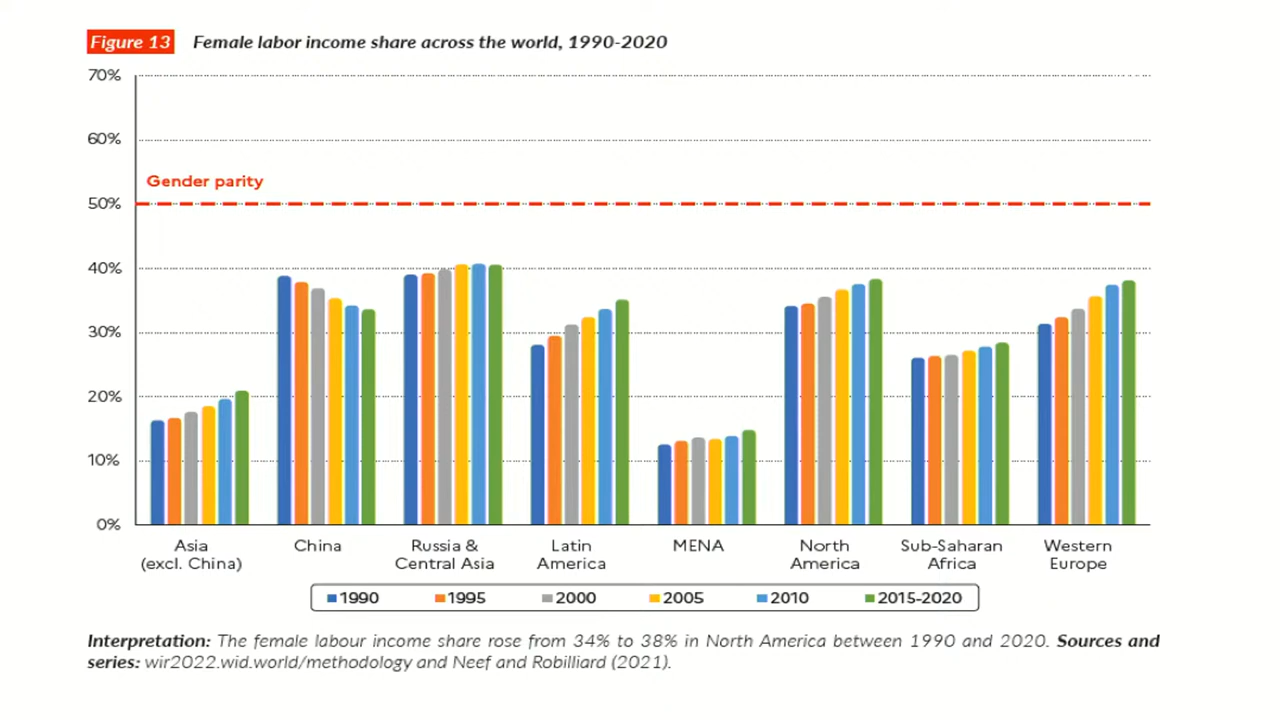 Figure 13 Female labor income share across the world, 1990-2020
70%
60%
Gender parity
50%
40%
30%
20%
10%
0%
Asia
(excl. China)
China
Russia &
Central Asia
Latin
America
MENA
North
America
Sub-Saharan
Africa
Western
Europe
1990 1995 2000 2005 2010 2015-2020
Interpretation: The female labour income share rose from 34% to 38% in North America between 1990 and 2020. Sources and
series: wir2022.wid.world/methodology and Neef and Robilliard (2021).